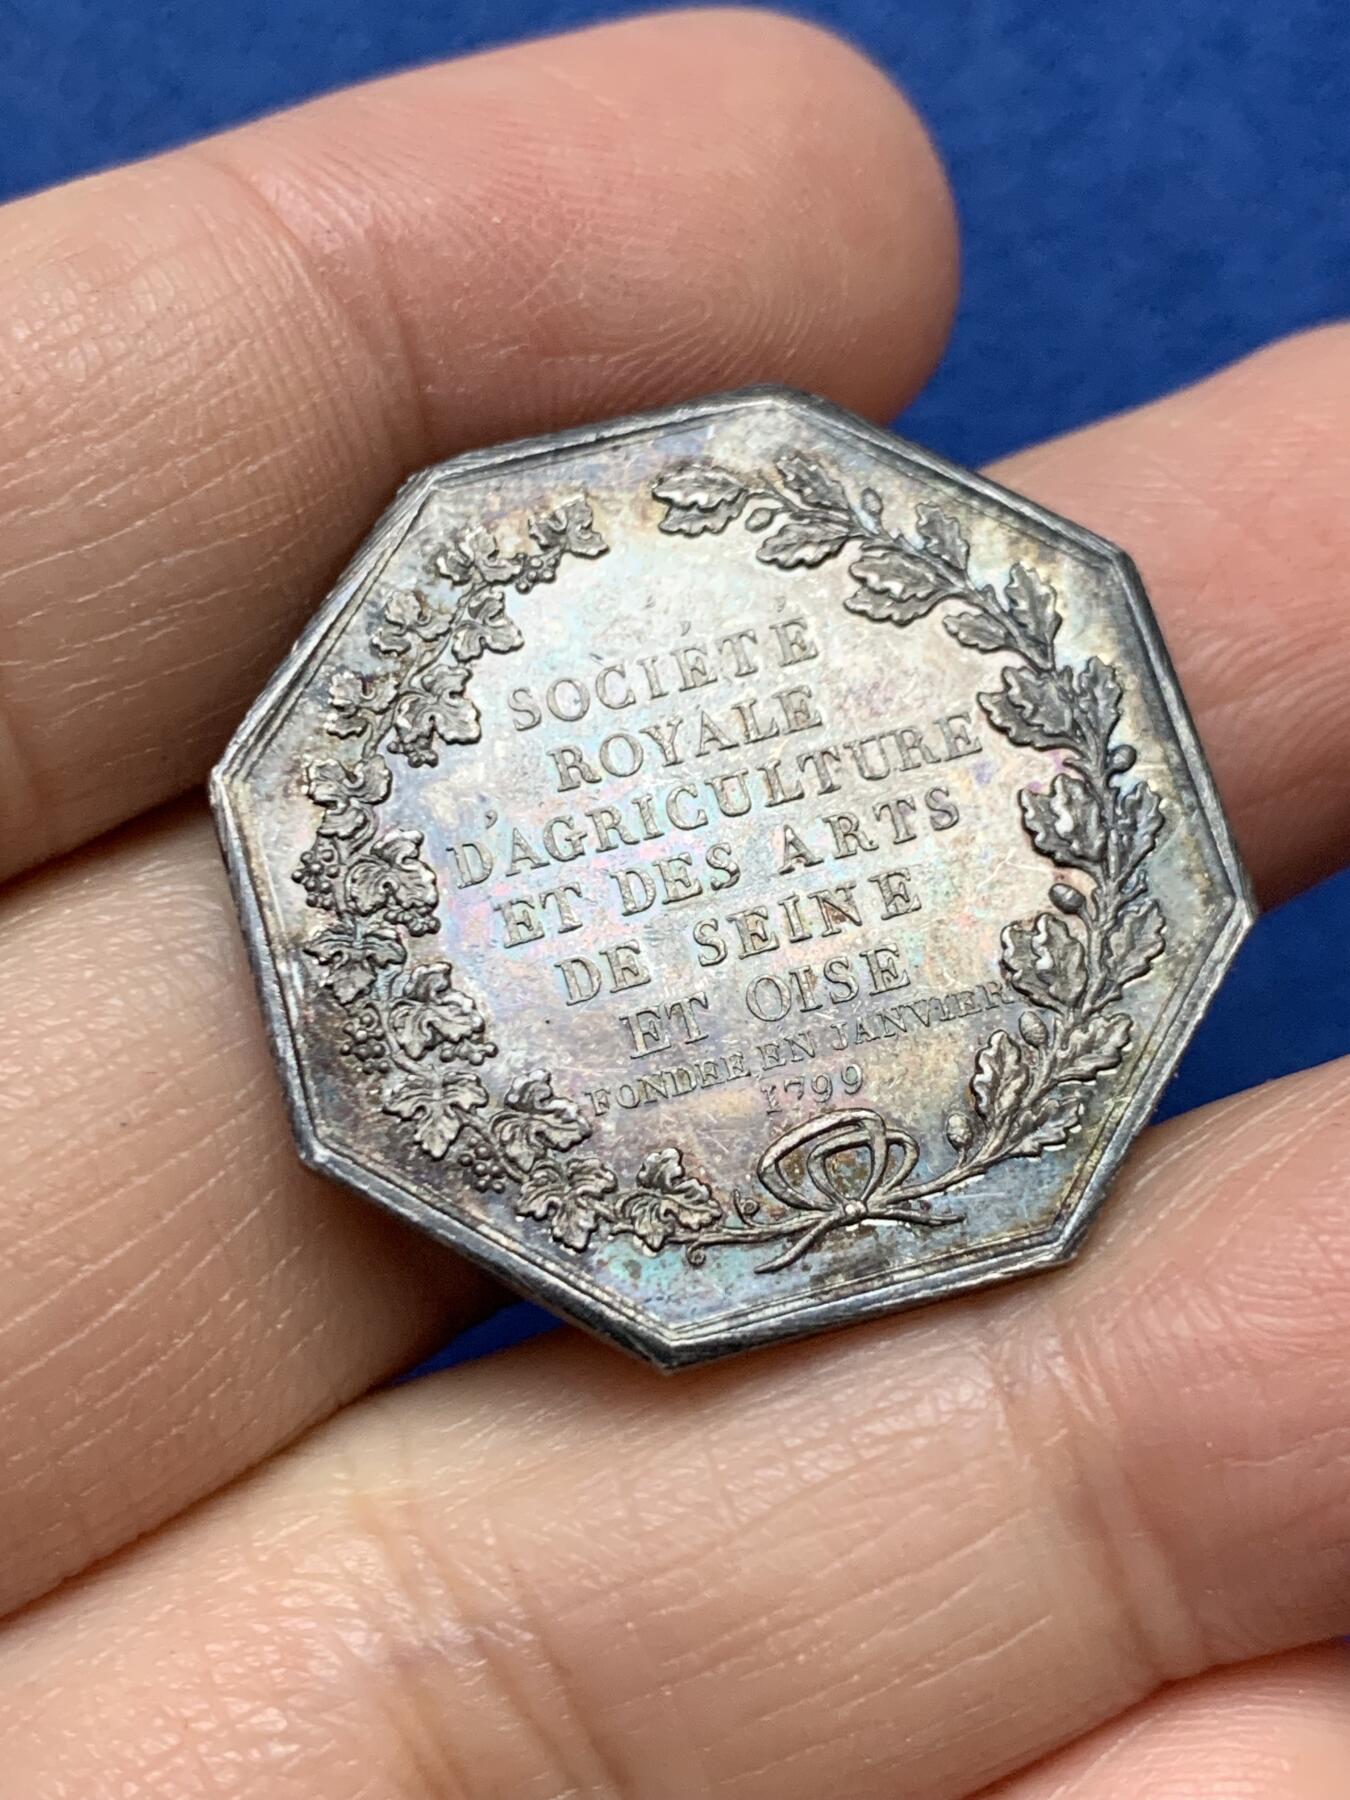 SOCIÉTÉ
ROYALE
D'AGRICULTURE
ET DES ARTS
DE SEINE
ET OISE
FONDÉE EN JANVIER
1799